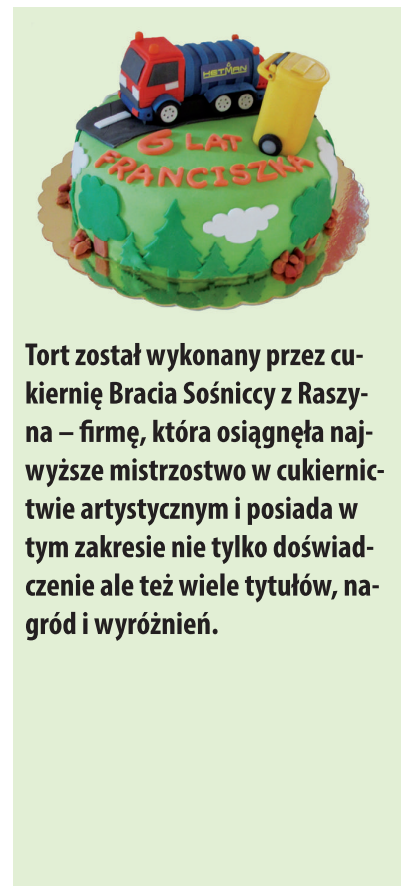 HETMAN
6 LAT
FRANCISZKA
Tort został wykonany przez cu-
kiernię Bracia Sośniccy z Raszy-
na – firmę, która osiągnęła naj-
wyższe mistrzostwo w cukiernic-
twie artystycznym i posiada w
tym zakresie nie tylko doświad-
czenie ale też wiele tytułów, na-
gród i wyróżnień.